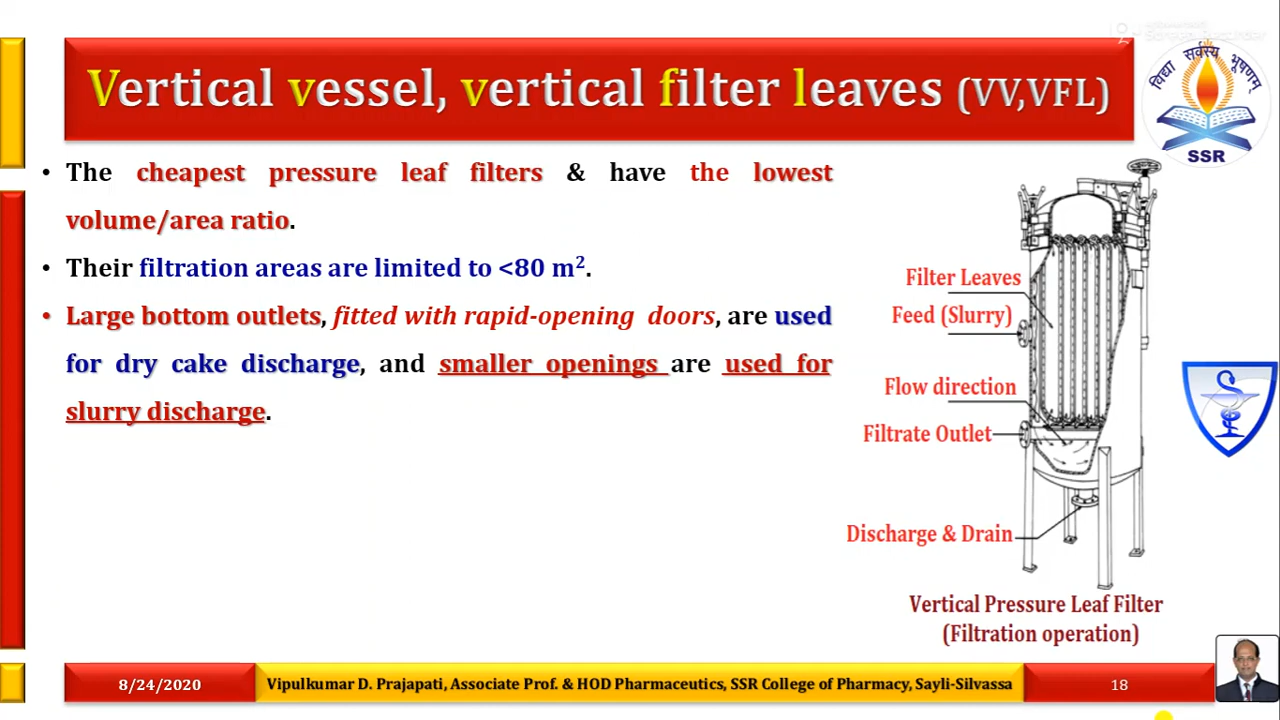 Vertical vessel, vertical filter leaves (VV,VFL)
विद्या सर्वस्य भूषणम्
SSR
• The cheapest pressure leaf filters & have the lowest
volume/area ratio.
• Their filtration areas are limited to <80 m².
• Large bottom outlets, fitted with rapid-opening doors, are used
for dry cake discharge, and smaller openings are used for
slurry discharge.
Filter Leaves
Feed (Slurry)
Flow direction
Filtrate Outlet
Discharge & Drain
Vertical Pressure Leaf Filter
(Filtration operation)
8/24/2020
Vipulkumar D. Prajapati, Associate Prof. & HOD Pharmaceutics, SSR College of Pharmacy, Sayli-Silvassa
18